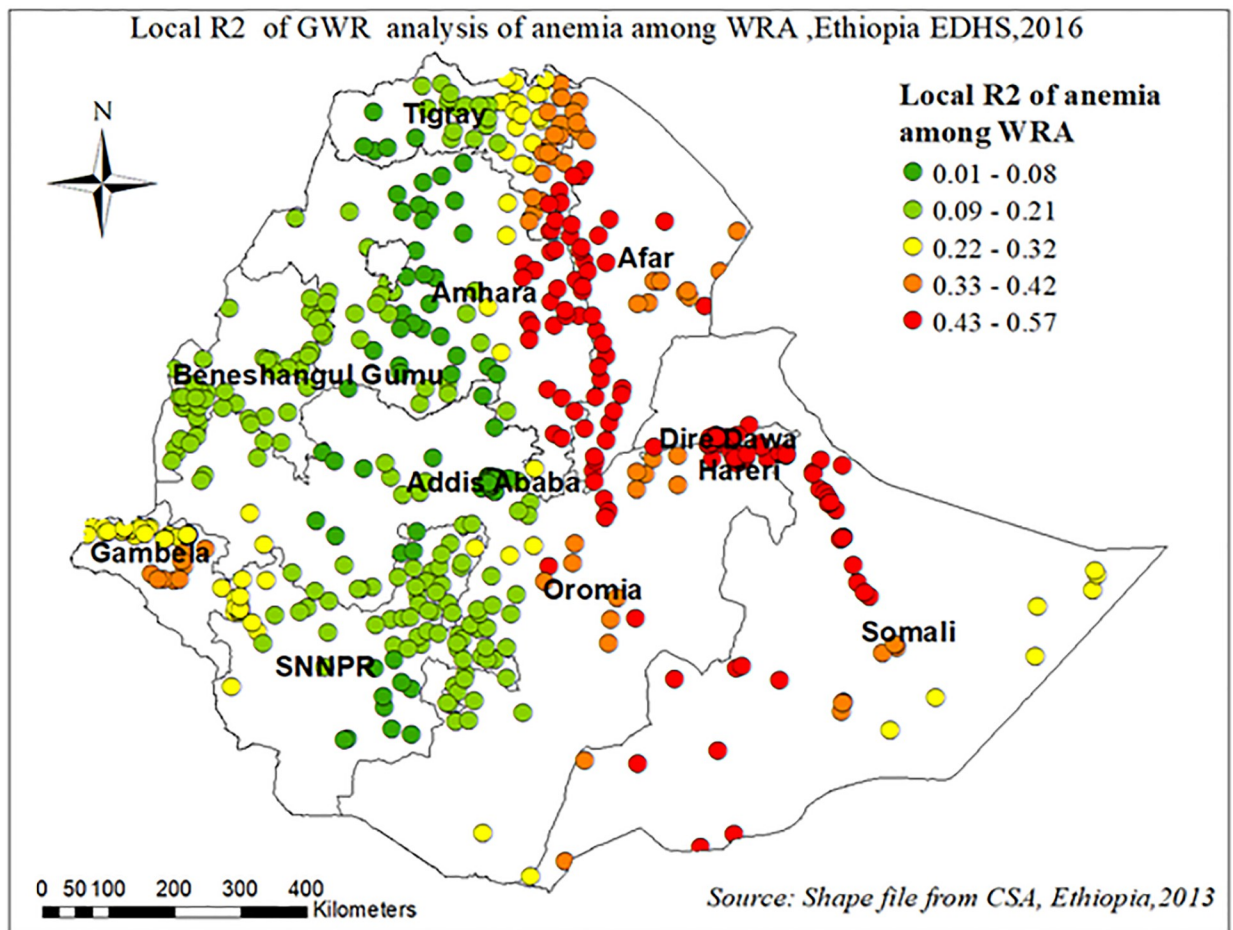 Local R2 of GWR analysis of anemia among WRA ,Ethiopia EDHS,2016
N
Local R2 of anemia
among WRA
0.01 - 0.08
0.09 - 0.21
0.22 - 0.32
0.33 - 0.42
0.43 - 0.57
Tigray
Afar
Amhara
Beneshangul Gumu
Dire Dawa
Hareri
Addis Ababa
Gambela
Oromia
Somali
SNNPR
0 50 100 200 300 400
Kilometers
Source: Shape file from CSA, Ethiopia,2013